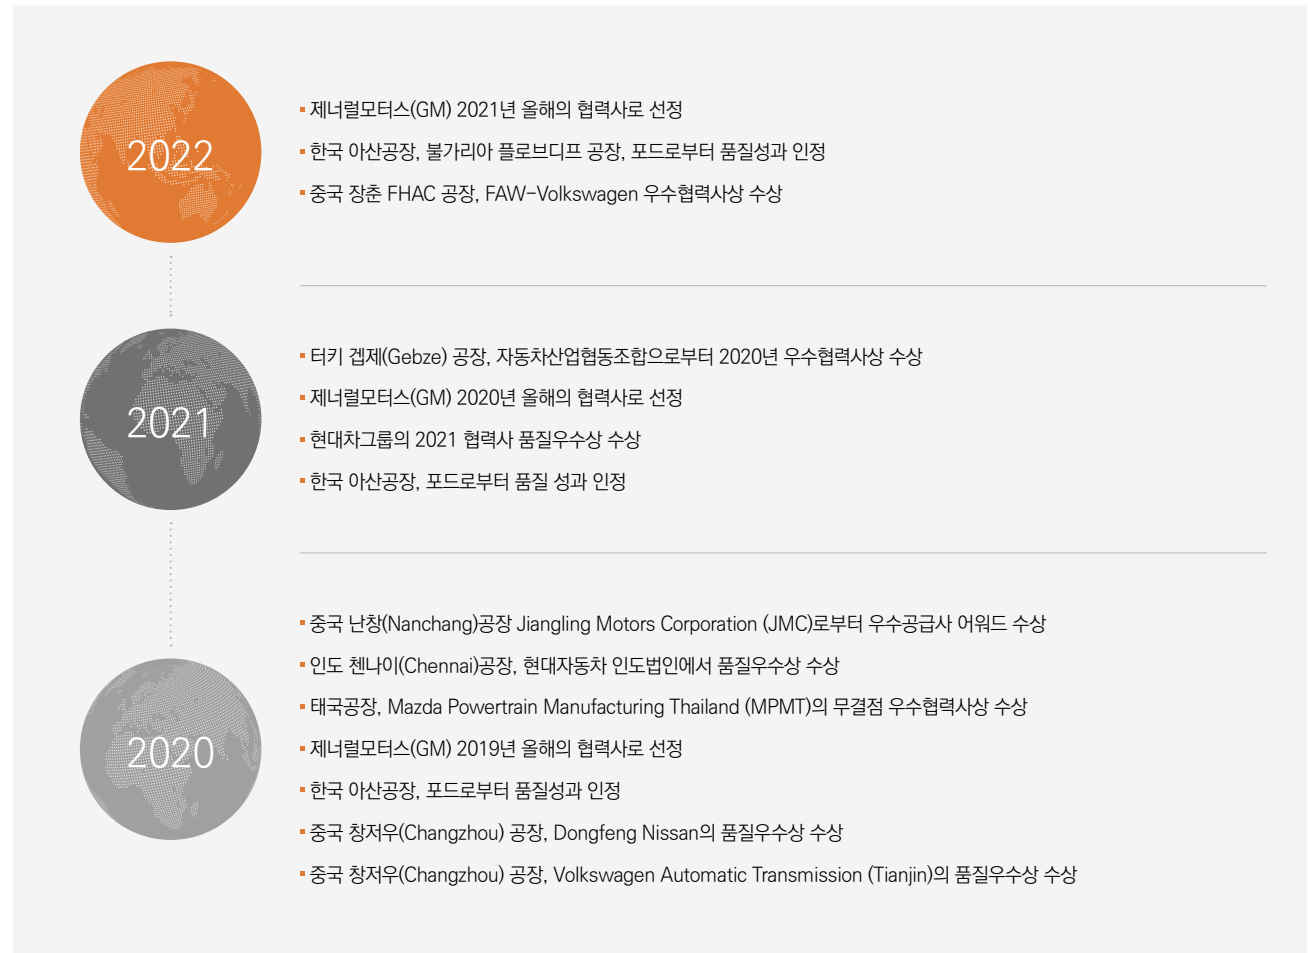 2022
제너럴모터스(GM) 2021년 올해의 협력사로 선정
한국 아산공장, 불가리아 플로브디프 공장, 포드로부터 품질성과 인정
중국 장춘 FHAC 공장, FAW-Volkswagen 우수협력사상 수상
2021
터키 겝제(Gebze) 공장, 자동차산업협동조합으로부터 2020년 우수협력사상 수상
제너럴모터스(GM) 2020년 올해의 협력사로 선정
현대차그룹의 2021 협력사 품질우수상 수상
한국 아산공장, 포드로부터 품질 성과 인정
2020
중국 난창(Nanchang)공장 Jiangling Motors Corporation (JMC)로부터 우수공급사 어워드 수상
인도 첸나이(Chennai)공장, 현대자동차 인도법인에서 품질우수상 수상
태국공장, Mazda Powertrain Manufacturing Thailand (MPMT)의 무결점 우수협력사상 수상
제너럴모터스(GM) 2019년 올해의 협력사로 선정
한국 아산공장, 포드로부터 품질성과 인정
중국 창저우(Changzhou) 공장, Dongfeng Nissan의 품질우수상 수상
중국 창저우(Changzhou) 공장, Volkswagen Automatic Transmission (Tianjin)의 품질우수상 수상